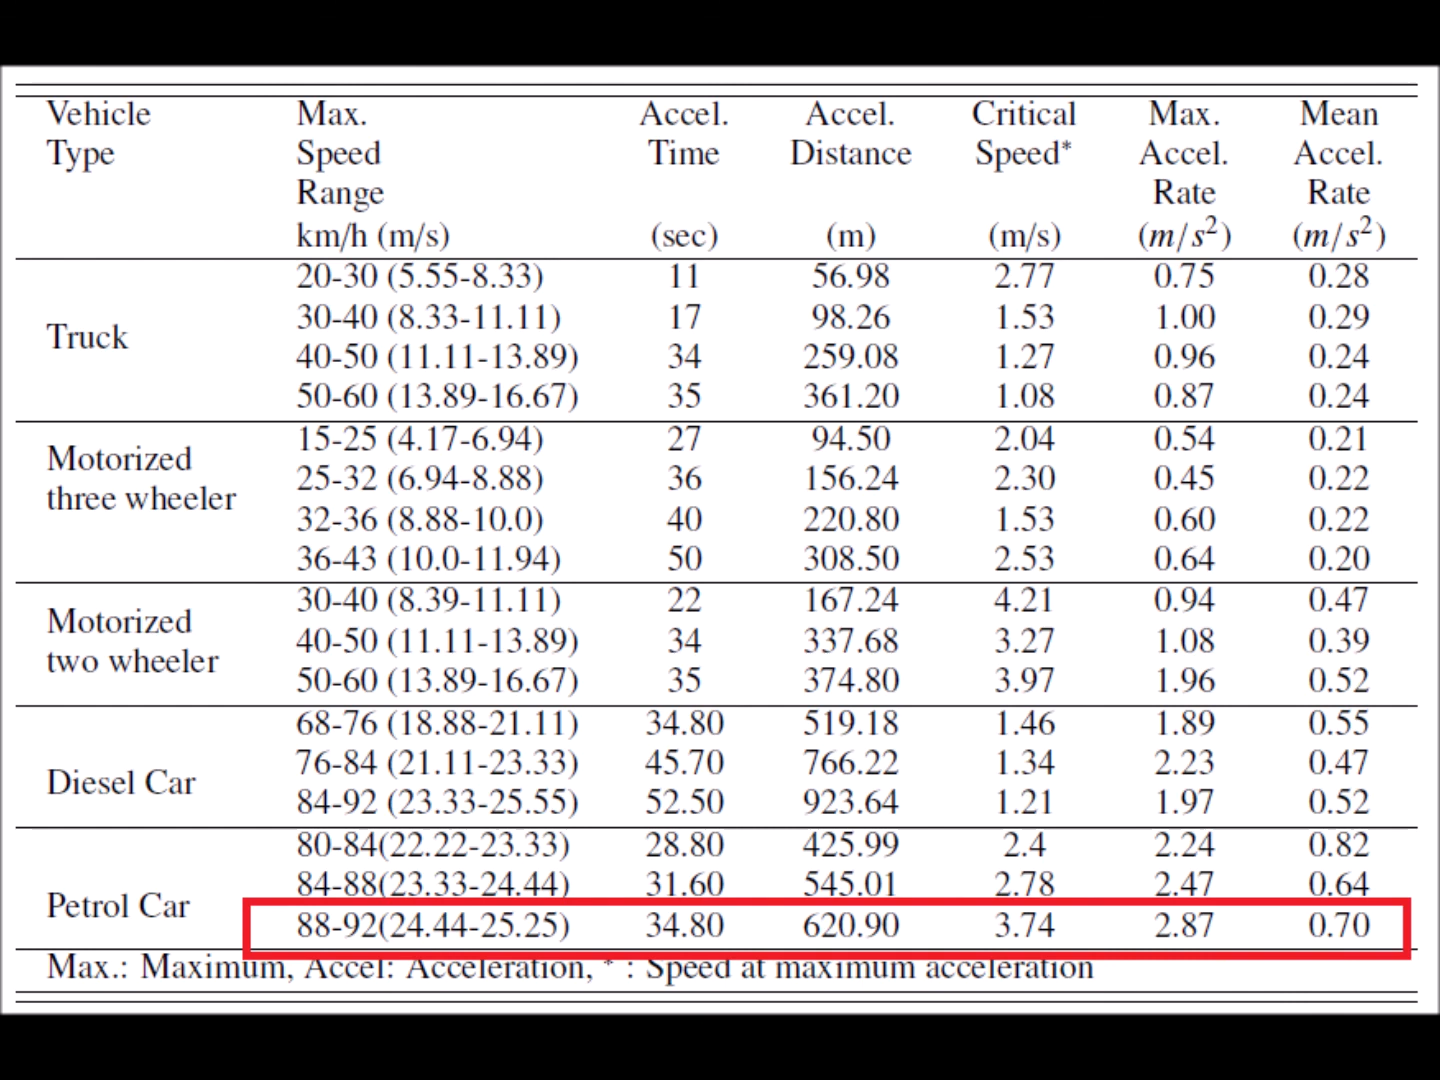 Vehicle Type Max. Speed Range km/h (m/s) Accel. Time (sec) Accel. Distance (m) Critical Speed* (m/s) Max. Accel. Rate (m/s²) Mean Accel. Rate (m/s²)
Truck
20-30 (5.55-8.33) 11 56.98 2.77 0.75 0.28
30-40 (8.33-11.11) 17 98.26 1.53 1.00 0.29
40-50 (11.11-13.89) 34 259.08 1.27 0.96 0.24
50-60 (13.89-16.67) 35 361.20 1.08 0.87 0.24
Motorized three wheeler
15-25 (4.17-6.94) 27 94.50 2.04 0.54 0.21
25-32 (6.94-8.88) 36 156.24 2.30 0.45 0.22
32-36 (8.88-10.0) 40 220.80 1.53 0.60 0.22
36-43 (10.0-11.94) 50 308.50 2.53 0.64 0.20
Motorized two wheeler
30-40 (8.39-11.11) 22 167.24 4.21 0.94 0.47
40-50 (11.11-13.89) 34 337.68 3.27 1.08 0.39
50-60 (13.89-16.67) 35 374.80 3.97 1.96 0.52
Diesel Car
68-76 (18.88-21.11) 34.80 519.18 1.46 1.89 0.55
76-84 (21.11-23.33) 45.70 766.22 1.34 2.23 0.47
84-92 (23.33-25.55) 52.50 923.64 1.21 1.97 0.52
Petrol Car
80-84(22.22-23.33) 28.80 425.99 2.4 2.24 0.82
84-88(23.33-24.44) 31.60 545.01 2.78 2.47 0.64
88-92(24.44-25.25) 34.80 620.90 3.74 2.87 0.70
Max.: Maximum, Accel: Acceleration, * : Speed at maximum acceleration